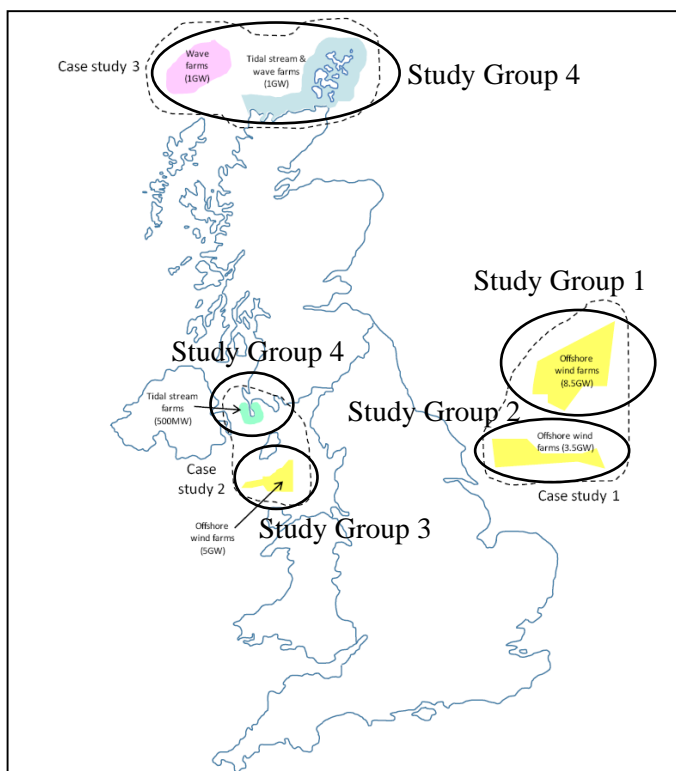 Case study 3
Wave
farms
(1GW)
Tidal stream &
wave farms
(1GW)
Study Group 4
Study Group 1
Offshore
wind farms
(8.5GW)
Study Group 4
Tidal stream
farms
(500MW)
Study Group 2
Offshore wind
farms (3.5GW)
Case study 1
Case
study 2
Offshore
wind farms
(5GW)
Study Group 3